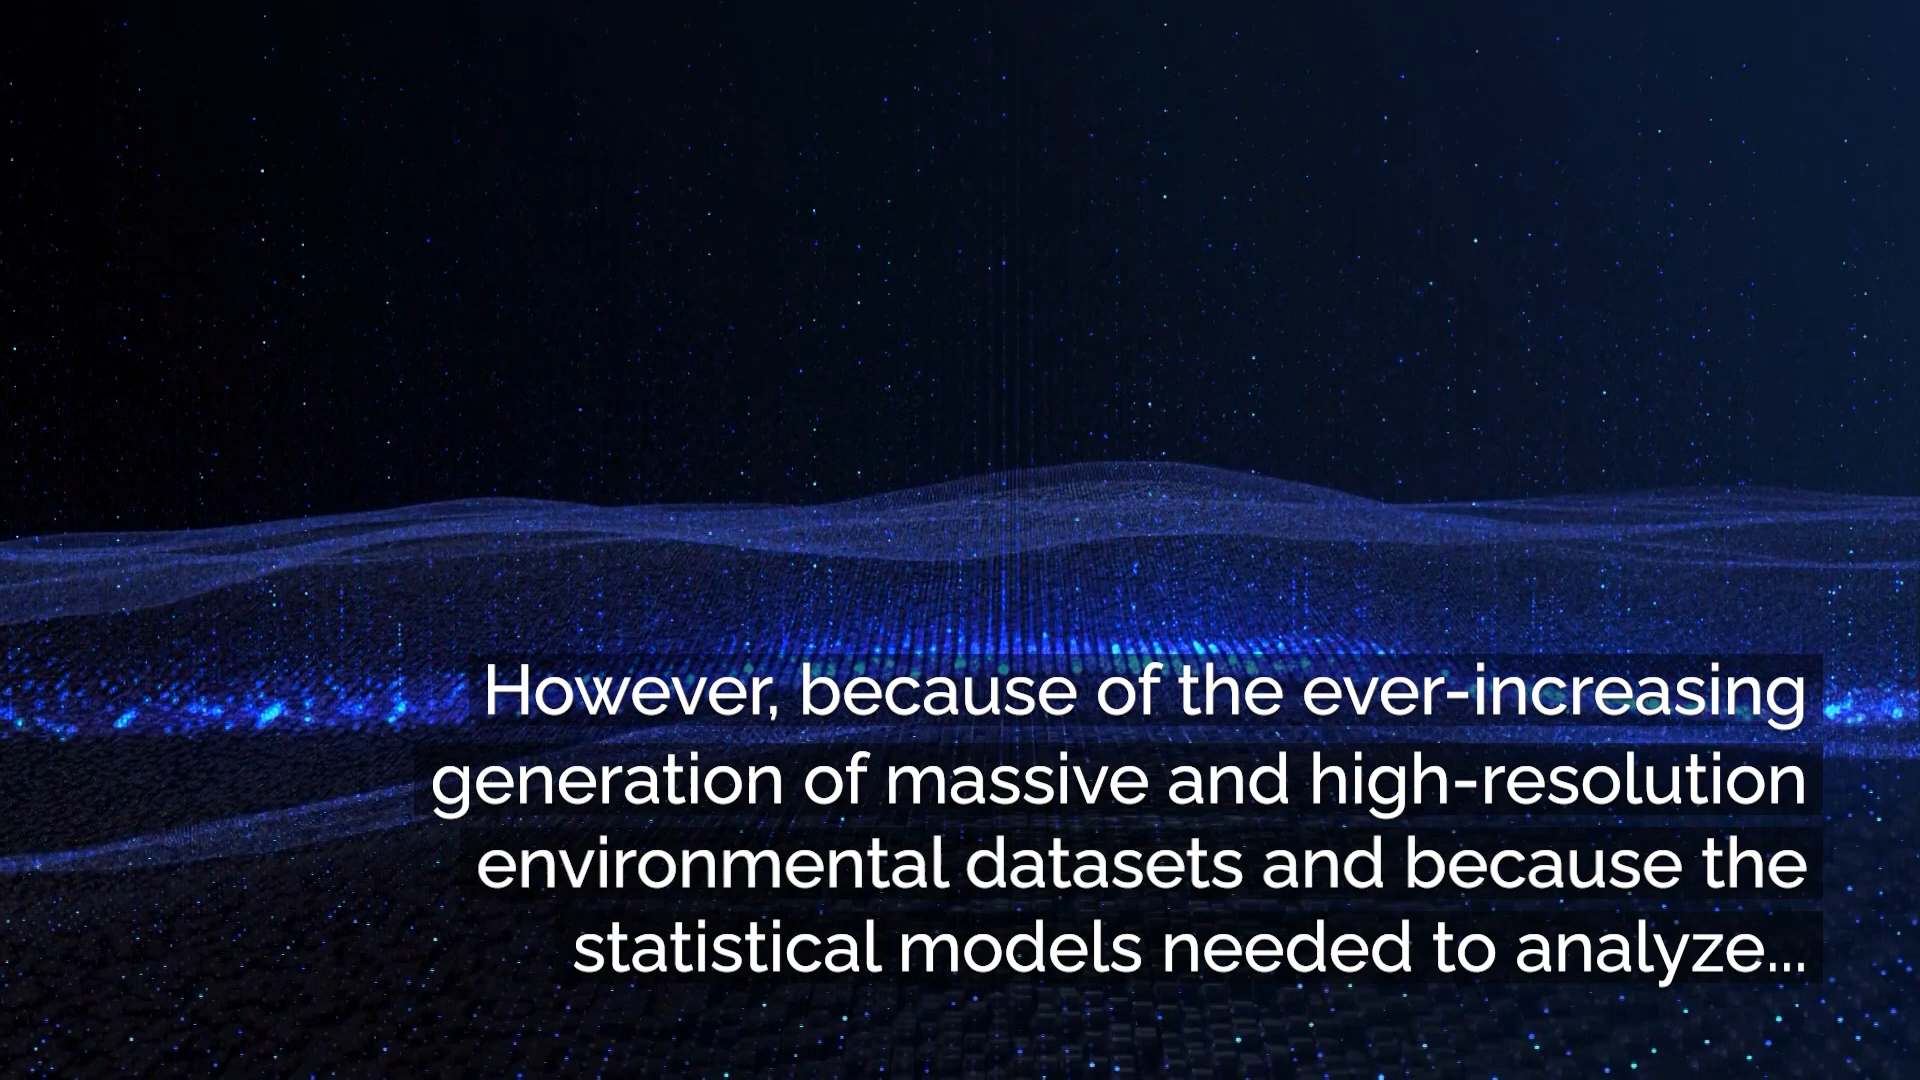 However, because of the ever-increasing
generation of massive and high-resolution
environmental datasets and because the
statistical models needed to analyze...